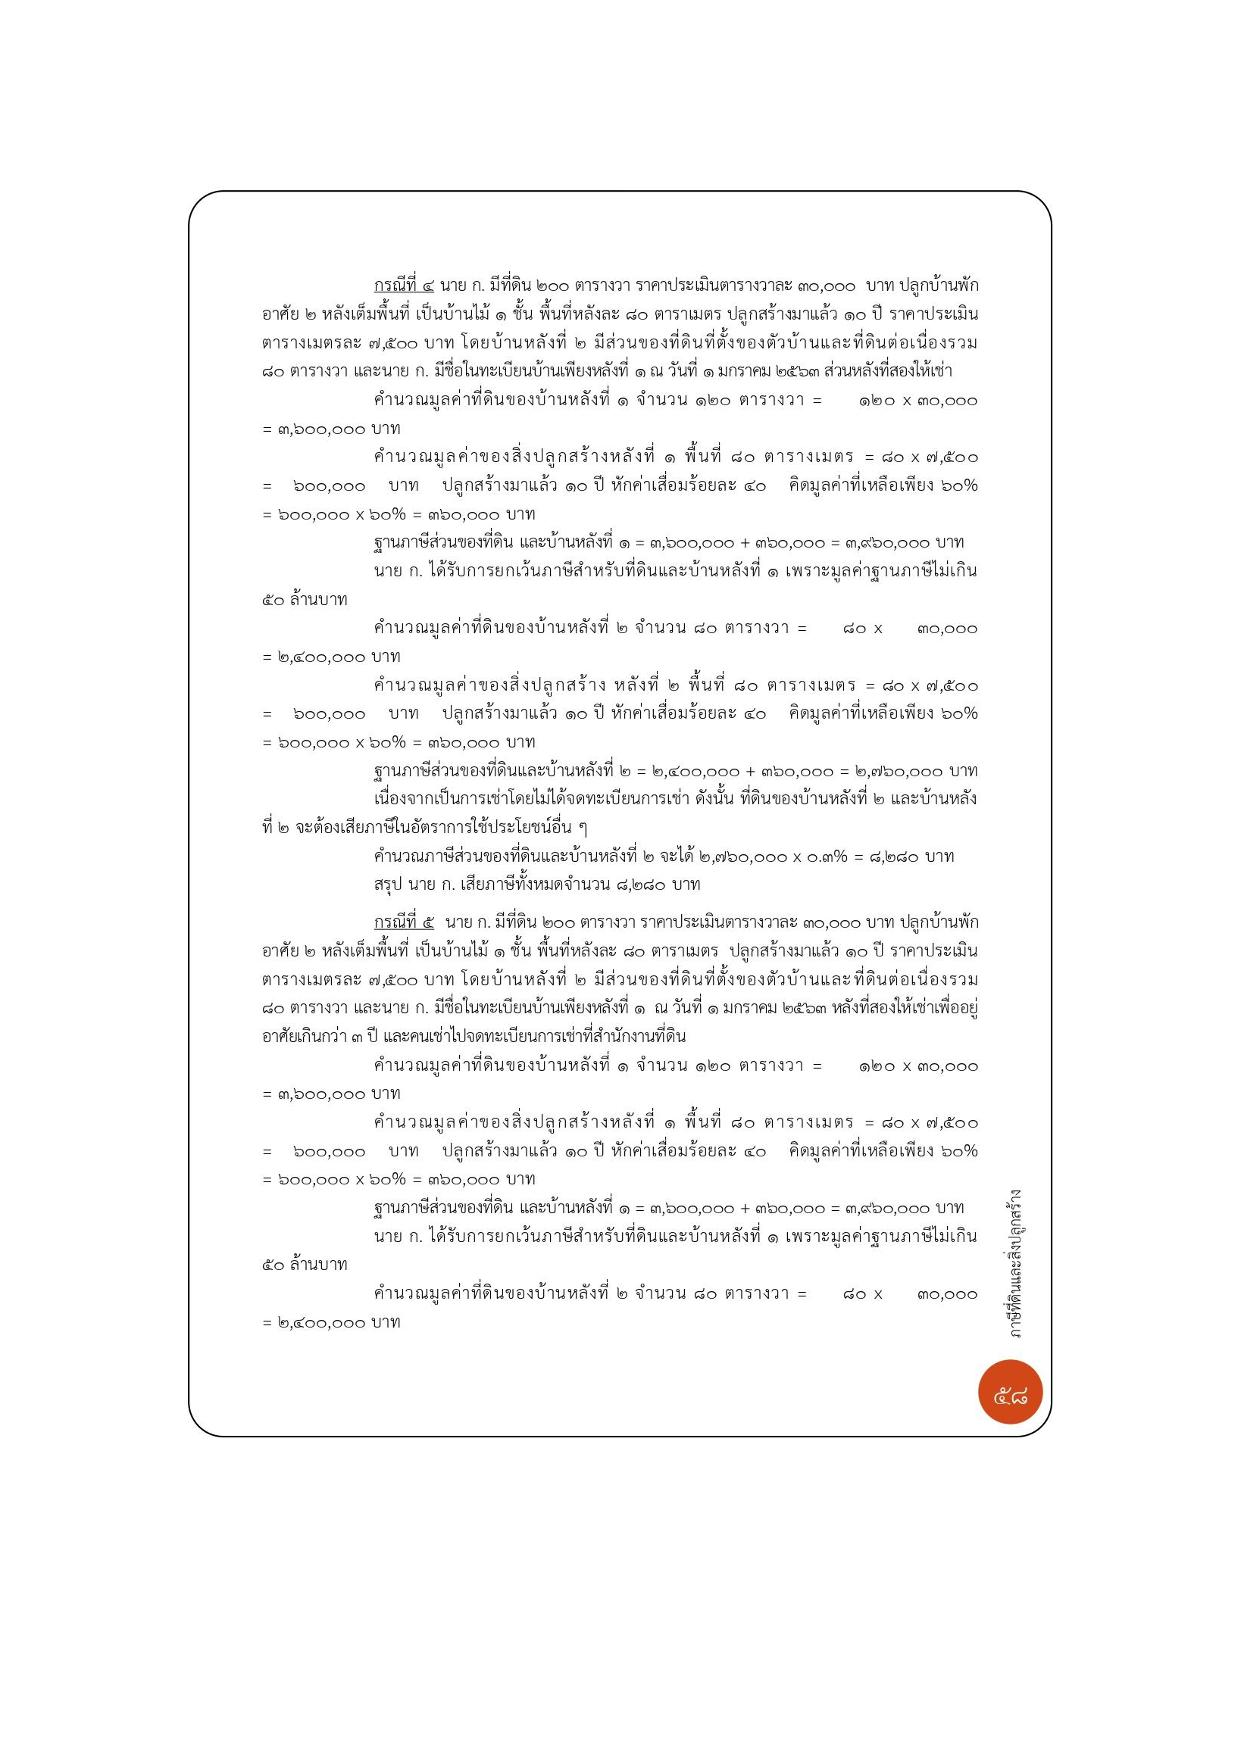 กรณีที่ ๔ นาย ก. มีที่ดิน ๒๐๐ ตารางวา ราคาประเมินตารางวาละ ๓๐,๐๐๐ บาท ปลูกบ้านพัก
อาศัย ๒ หลังเต็มพื้นที่ เป็นบ้านไม้ ๑ ชั้น พื้นที่หลังละ ๘๐ ตาราเมตร ปลูกสร้างมาแล้ว ๑๐ ปี ราคาประเมิน
ตารางเมตรละ ๗,๕๐๐ บาท โดยบ้านหลังที่ ๒ มีส่วนของที่ดินที่ตั้งของตัวบ้านและที่ดินต่อเนื่องรวม
๘๐ ตารางวา และนาย ก. มีชื่อในทะเบียนบ้านเพียงหลังที่ ๑ ณ วันที่ ๑ มกราคม ๒๕๖๓ ส่วนหลังที่สองให้เช่า
คำนวณมูลค่าที่ดินของบ้านหลังที่ ๑ จำนวน ๑๒๐ ตารางวา = ๑๒๐ x ๓๐,๐๐๐
= ๓,๖๐๐,๐๐๐ บาท
คำนวณมูลค่าของสิ่งปลูกสร้างหลังที่ ๑ พื้นที่ ๘๐ ตารางเมตร = ๘๐ x ๗,๕๐๐
= ๖๐๐,๐๐๐ บาท ปลูกสร้างมาแล้ว ๑๐ ปี หักค่าเสื่อมร้อยละ ๔๐ คิดมูลค่าที่เหลือเพียง ๖๐%
= ๖๐๐,๐๐๐ x ๖๐% = ๓๖๐,๐๐๐ บาท
ฐานภาษีส่วนของที่ดิน และบ้านหลังที่ ๑ = ๓,๖๐๐,๐๐๐ + ๓๖๐,๐๐๐ = ๓,๙๖๐,๐๐๐ บาท
นาย ก. ได้รับการยกเว้นภาษีสำหรับที่ดินและบ้านหลังที่ ๑ เพราะมูลค่าฐานภาษีไม่เกิน
๕๐ ล้านบาท
คำนวณมูลค่าที่ดินของบ้านหลังที่ ๒ จำนวน ๘๐ ตารางวา = ๘๐ x ๓๐,๐๐๐
= ๒,๔๐๐,๐๐๐ บาท
คำนวณมูลค่าของสิ่งปลูกสร้าง หลังที่ ๒ พื้นที่ ๘๐ ตารางเมตร = ๘๐ x ๗,๕๐๐
= ๖๐๐,๐๐๐ บาท ปลูกสร้างมาแล้ว ๑๐ ปี หักค่าเสื่อมร้อยละ ๔๐ คิดมูลค่าที่เหลือเพียง ๖๐%
= ๖๐๐,๐๐๐ x ๖๐% = ๓๖๐,๐๐๐ บาท
ฐานภาษีส่วนของที่ดินและบ้านหลังที่ ๒ = ๒,๔๐๐,๐๐๐ + ๓๖๐,๐๐๐ = ๒,๗๖๐,๐๐๐ บาท
เนื่องจากเป็นการเช่าโดยไม่ได้จดทะเบียนการเช่า ดังนั้น ที่ดินของบ้านหลังที่ ๒ และบ้านหลัง
ที่ ๒ จะต้องเสียภาษีในอัตราการใช้ประโยชน์อื่น ๆ
คำนวณภาษีส่วนของที่ดินและบ้านหลังที่ ๒ จะได้ ๒,๗๖๐,๐๐๐ x ๐.๓% = ๘,๒๘๐ บาท
สรุป นาย ก. เสียภาษีทั้งหมดจำนวน ๘,๒๘๐ บาท
กรณีที่ ๕ นาย ก. มีที่ดิน ๒๐๐ ตารางวา ราคาประเมินตารางวาละ ๓๐,๐๐๐ บาท ปลูกบ้านพัก
อาศัย ๒ หลังเต็มพื้นที่ เป็นบ้านไม้ ๑ ชั้น พื้นที่หลังละ ๘๐ ตาราเมตร ปลูกสร้างมาแล้ว ๑๐ ปี ราคาประเมิน
ตารางเมตรละ ๗,๕๐๐ บาท โดยบ้านหลังที่ ๒ มีส่วนของที่ดินที่ตั้งของตัวบ้านและที่ดินต่อเนื่องรวม
๘๐ ตารางวา และนาย ก. มีชื่อในทะเบียนบ้านเพียงหลังที่ ๑ ณ วันที่ ๑ มกราคม ๒๕๖๓ หลังที่สองให้เช่าเพื่ออยู่
อาศัยเกินกว่า ๓ ปี และคนเช่าไปจดทะเบียนการเช่าที่สำนักงานที่ดิน
คำนวณมูลค่าที่ดินของบ้านหลังที่ ๑ จำนวน ๑๒๐ ตารางวา = ๑๒๐ x ๓๐,๐๐๐
= ๓,๖๐๐,๐๐๐ บาท
คำนวณมูลค่าของสิ่งปลูกสร้างหลังที่ ๑ พื้นที่ ๘๐ ตารางเมตร = ๘๐ x ๗,๕๐๐
= ๖๐๐,๐๐๐ บาท ปลูกสร้างมาแล้ว ๑๐ ปี หักค่าเสื่อมร้อยละ ๔๐ คิดมูลค่าที่เหลือเพียง ๖๐%
= ๖๐๐,๐๐๐ x ๖๐% = ๓๖๐,๐๐๐ บาท
ฐานภาษีส่วนของที่ดิน และบ้านหลังที่ ๑ = ๓,๖๐๐,๐๐๐ + ๓๖๐,๐๐๐ = ๓,๙๖๐,๐๐๐ บาท
นาย ก. ได้รับการยกเว้นภาษีสำหรับที่ดินและบ้านหลังที่ ๑ เพราะมูลค่าฐานภาษีไม่เกิน
๕๐ ล้านบาท
คำนวณมูลค่าที่ดินของบ้านหลังที่ ๒ จำนวน ๘๐ ตารางวา = ๘๐ x ๓๐,๐๐๐
= ๒,๔๐๐,๐๐๐ บาท
ภาษีที่ดินและสิ่งปลูกสร้าง
๕๘